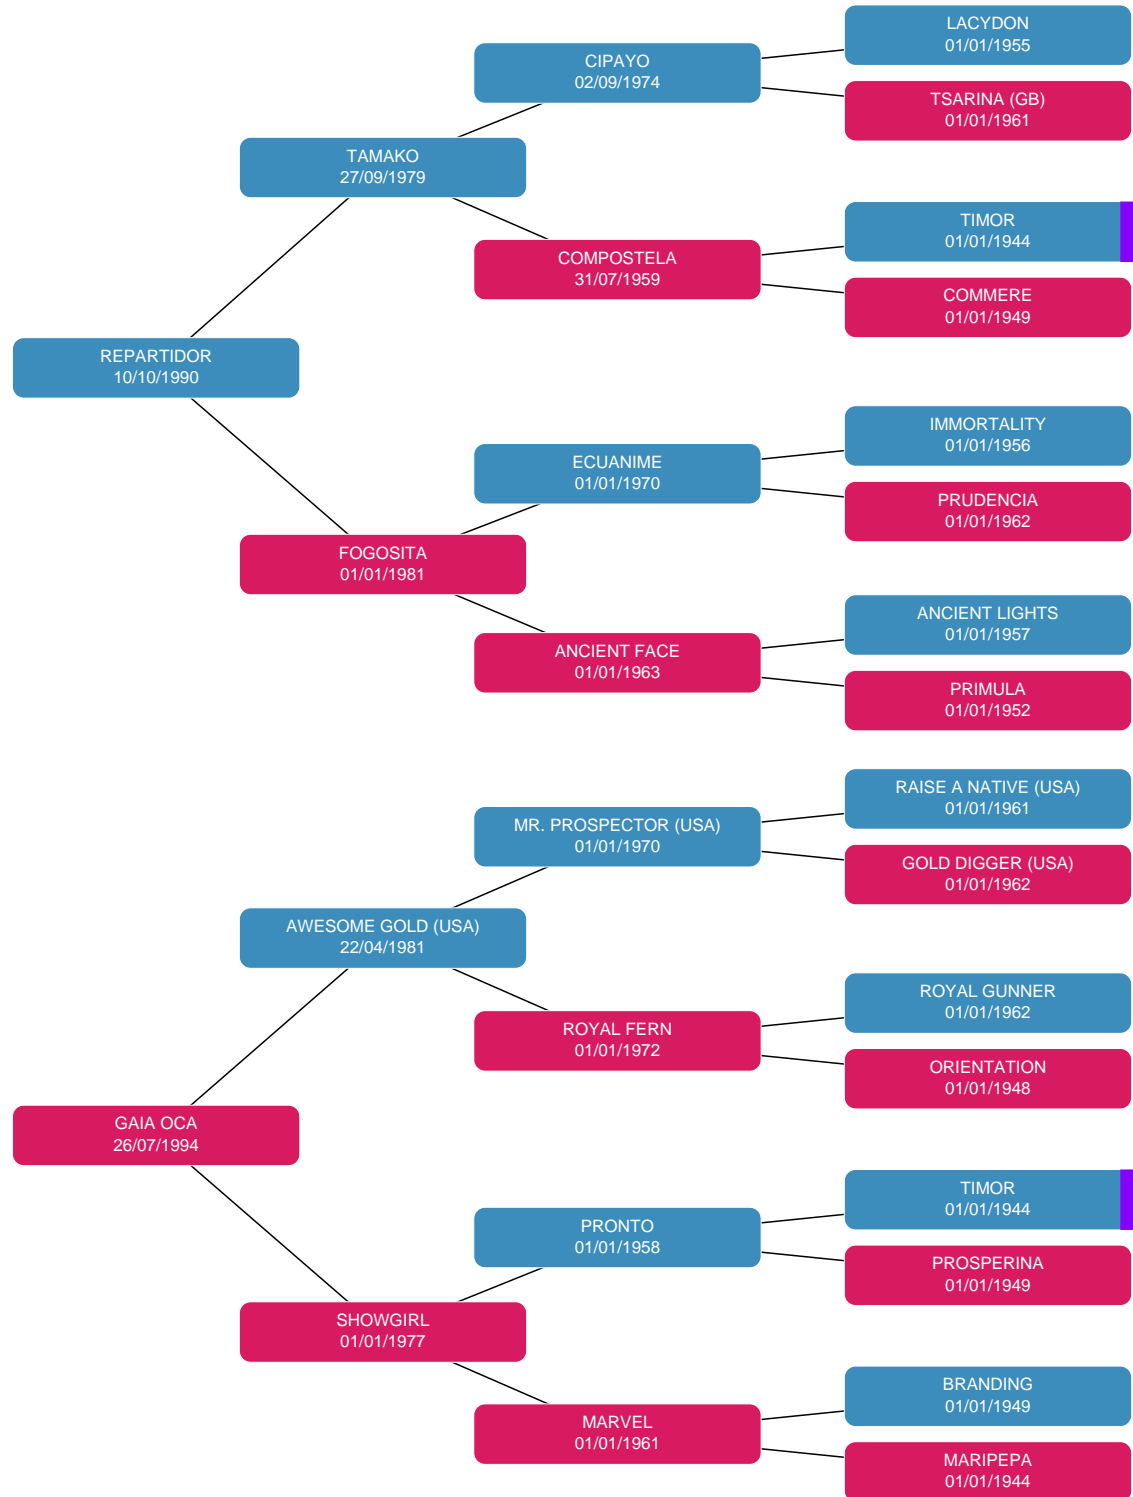 LACYDON
01/01/1955
CIPAYO
02/09/1974
TSARINA (GB)
01/01/1961
TAMAKO
27/09/1979
TIMOR
01/01/1944
COMPOSTELA
31/07/1959
COMMERE
01/01/1949
REPARTIDOR
10/10/1990
IMMORTALITY
01/01/1956
ECUANIME
01/01/1970
PRUDENCIA
01/01/1962
FOGOSITA
01/01/1981
ANCIENT LIGHTS
01/01/1957
ANCIENT FACE
01/01/1963
PRIMULA
01/01/1952
RAISE A NATIVE (USA)
01/01/1961
MR. PROSPECTOR (USA)
01/01/1970
GOLD DIGGER (USA)
01/01/1962
AWESOME GOLD (USA)
22/04/1981
ROYAL GUNNER
01/01/1962
ROYAL FERN
01/01/1972
ORIENTATION
01/01/1948
GAIA OCA
26/07/1994
TIMOR
01/01/1944
PRONTO
01/01/1958
PROSPERINA
01/01/1949
SHOWGIRL
01/01/1977
BRANDING
01/01/1949
MARVEL
01/01/1961
MARIPEPA
01/01/1944